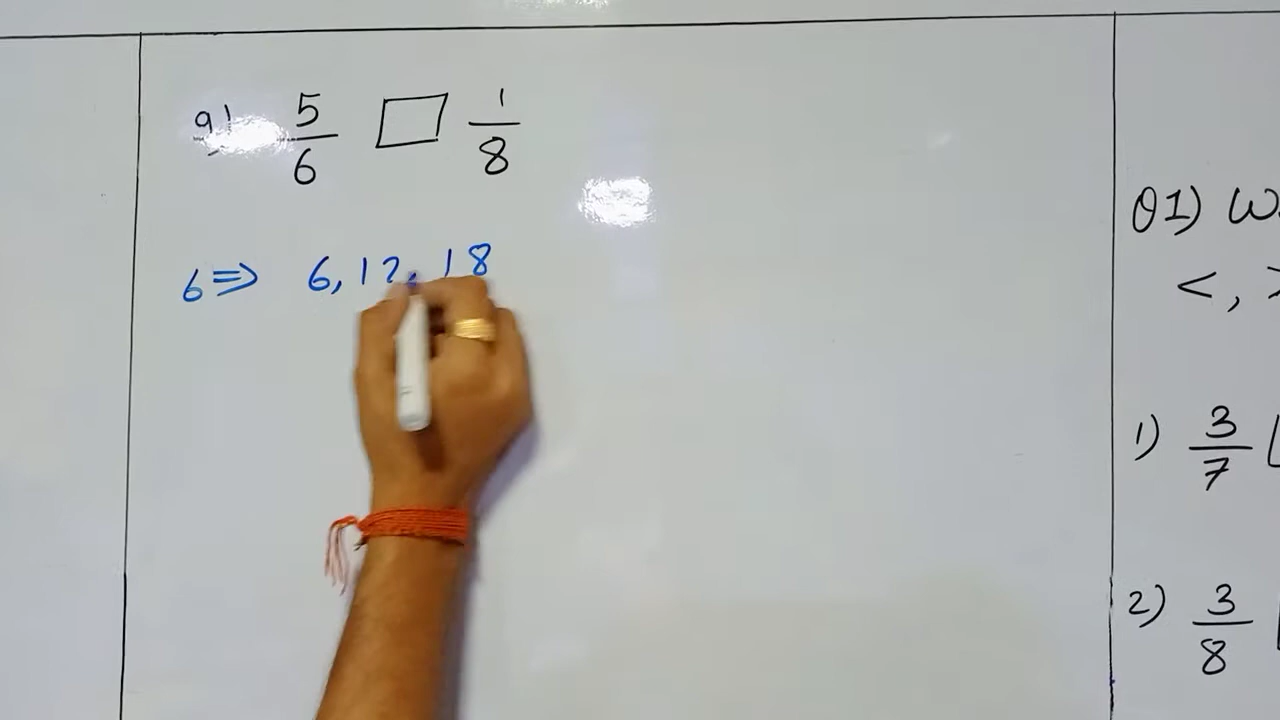 9) 5/6 □ 1/8
6 ⇒ 6, 12, 18
Q1)
<, >
1) 3/7
2) 3/8